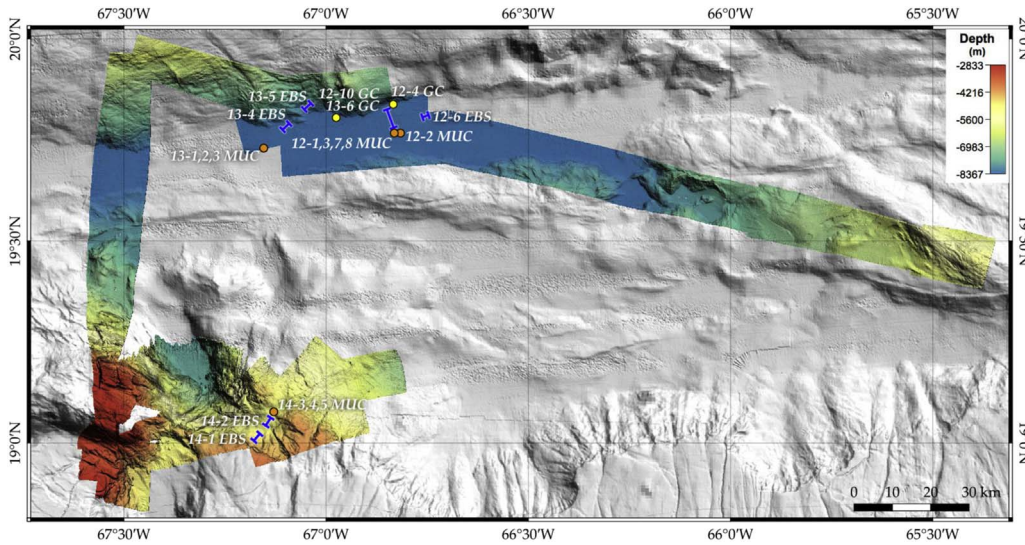 67°30'W 67°0'W 66°30'W 66°0'W 65°30'W
20°0'N
20°0'N
Depth
(m)
-2833
-4216
-5600
-6983
-8367
13-5 EBS
12-10 GC
12-4 GC
13-4 EBS
13-6 GC
12-6 EBS
12-1,3,7,8 MUC
12-2 MUC
13-1,2,3 MUC
19°30'N
19°30'N
14-3,4,5 MUC
14-2 EBS
14-1 EBS
19°0'N
19°0'N
0 10 20 30 km
67°30'W 67°0'W 66°30'W 66°0'W 65°30'W